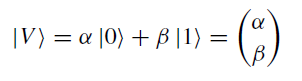 |V⟩ = α |0⟩ + β |1⟩ = (α
β)